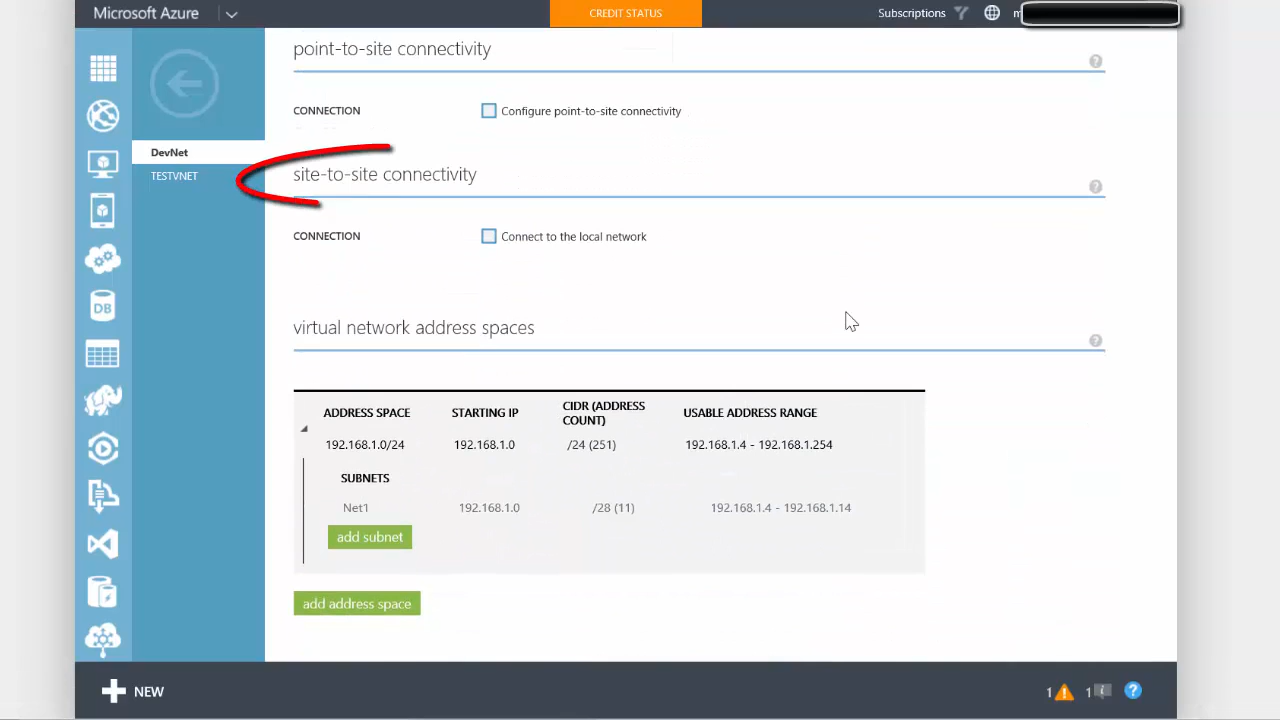 Microsoft Azure
CREDIT STATUS
Subscriptions
m
point-to-site connectivity
?
CONNECTION
Configure point-to-site connectivity
DevNet
TESTVNET
site-to-site connectivity
?
CONNECTION
Connect to the local network
virtual network address spaces
?
ADDRESS SPACE STARTING IP CIDR (ADDRESS COUNT) USABLE ADDRESS RANGE
192.168.1.0/24 192.168.1.0 /24 (251) 192.168.1.4 - 192.168.1.254
SUBNETS
Net1 192.168.1.0 /28 (11) 192.168.1.4 - 192.168.1.14
add subnet
add address space
DB
NEW
1 1 ?